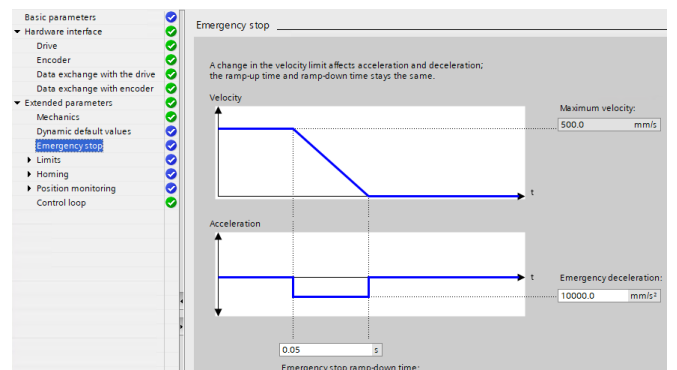 Basic parameters
Hardware interface
Drive
Encoder
Data exchange with the drive
Data exchange with encoder
Extended parameters
Mechanics
Dynamic default values
Emergency stop
Limits
Homing
Position monitoring
Control loop
Emergency stop
A change in the velocity limit affects acceleration and deceleration;
the ramp-up time and ramp-down time stays the same.
Velocity
Maximum velocity:
500.0 mm/s
t
Acceleration
t
Emergency deceleration:
10000.0 mm/s²
0.05 s
Emergency stop ramp-down time: